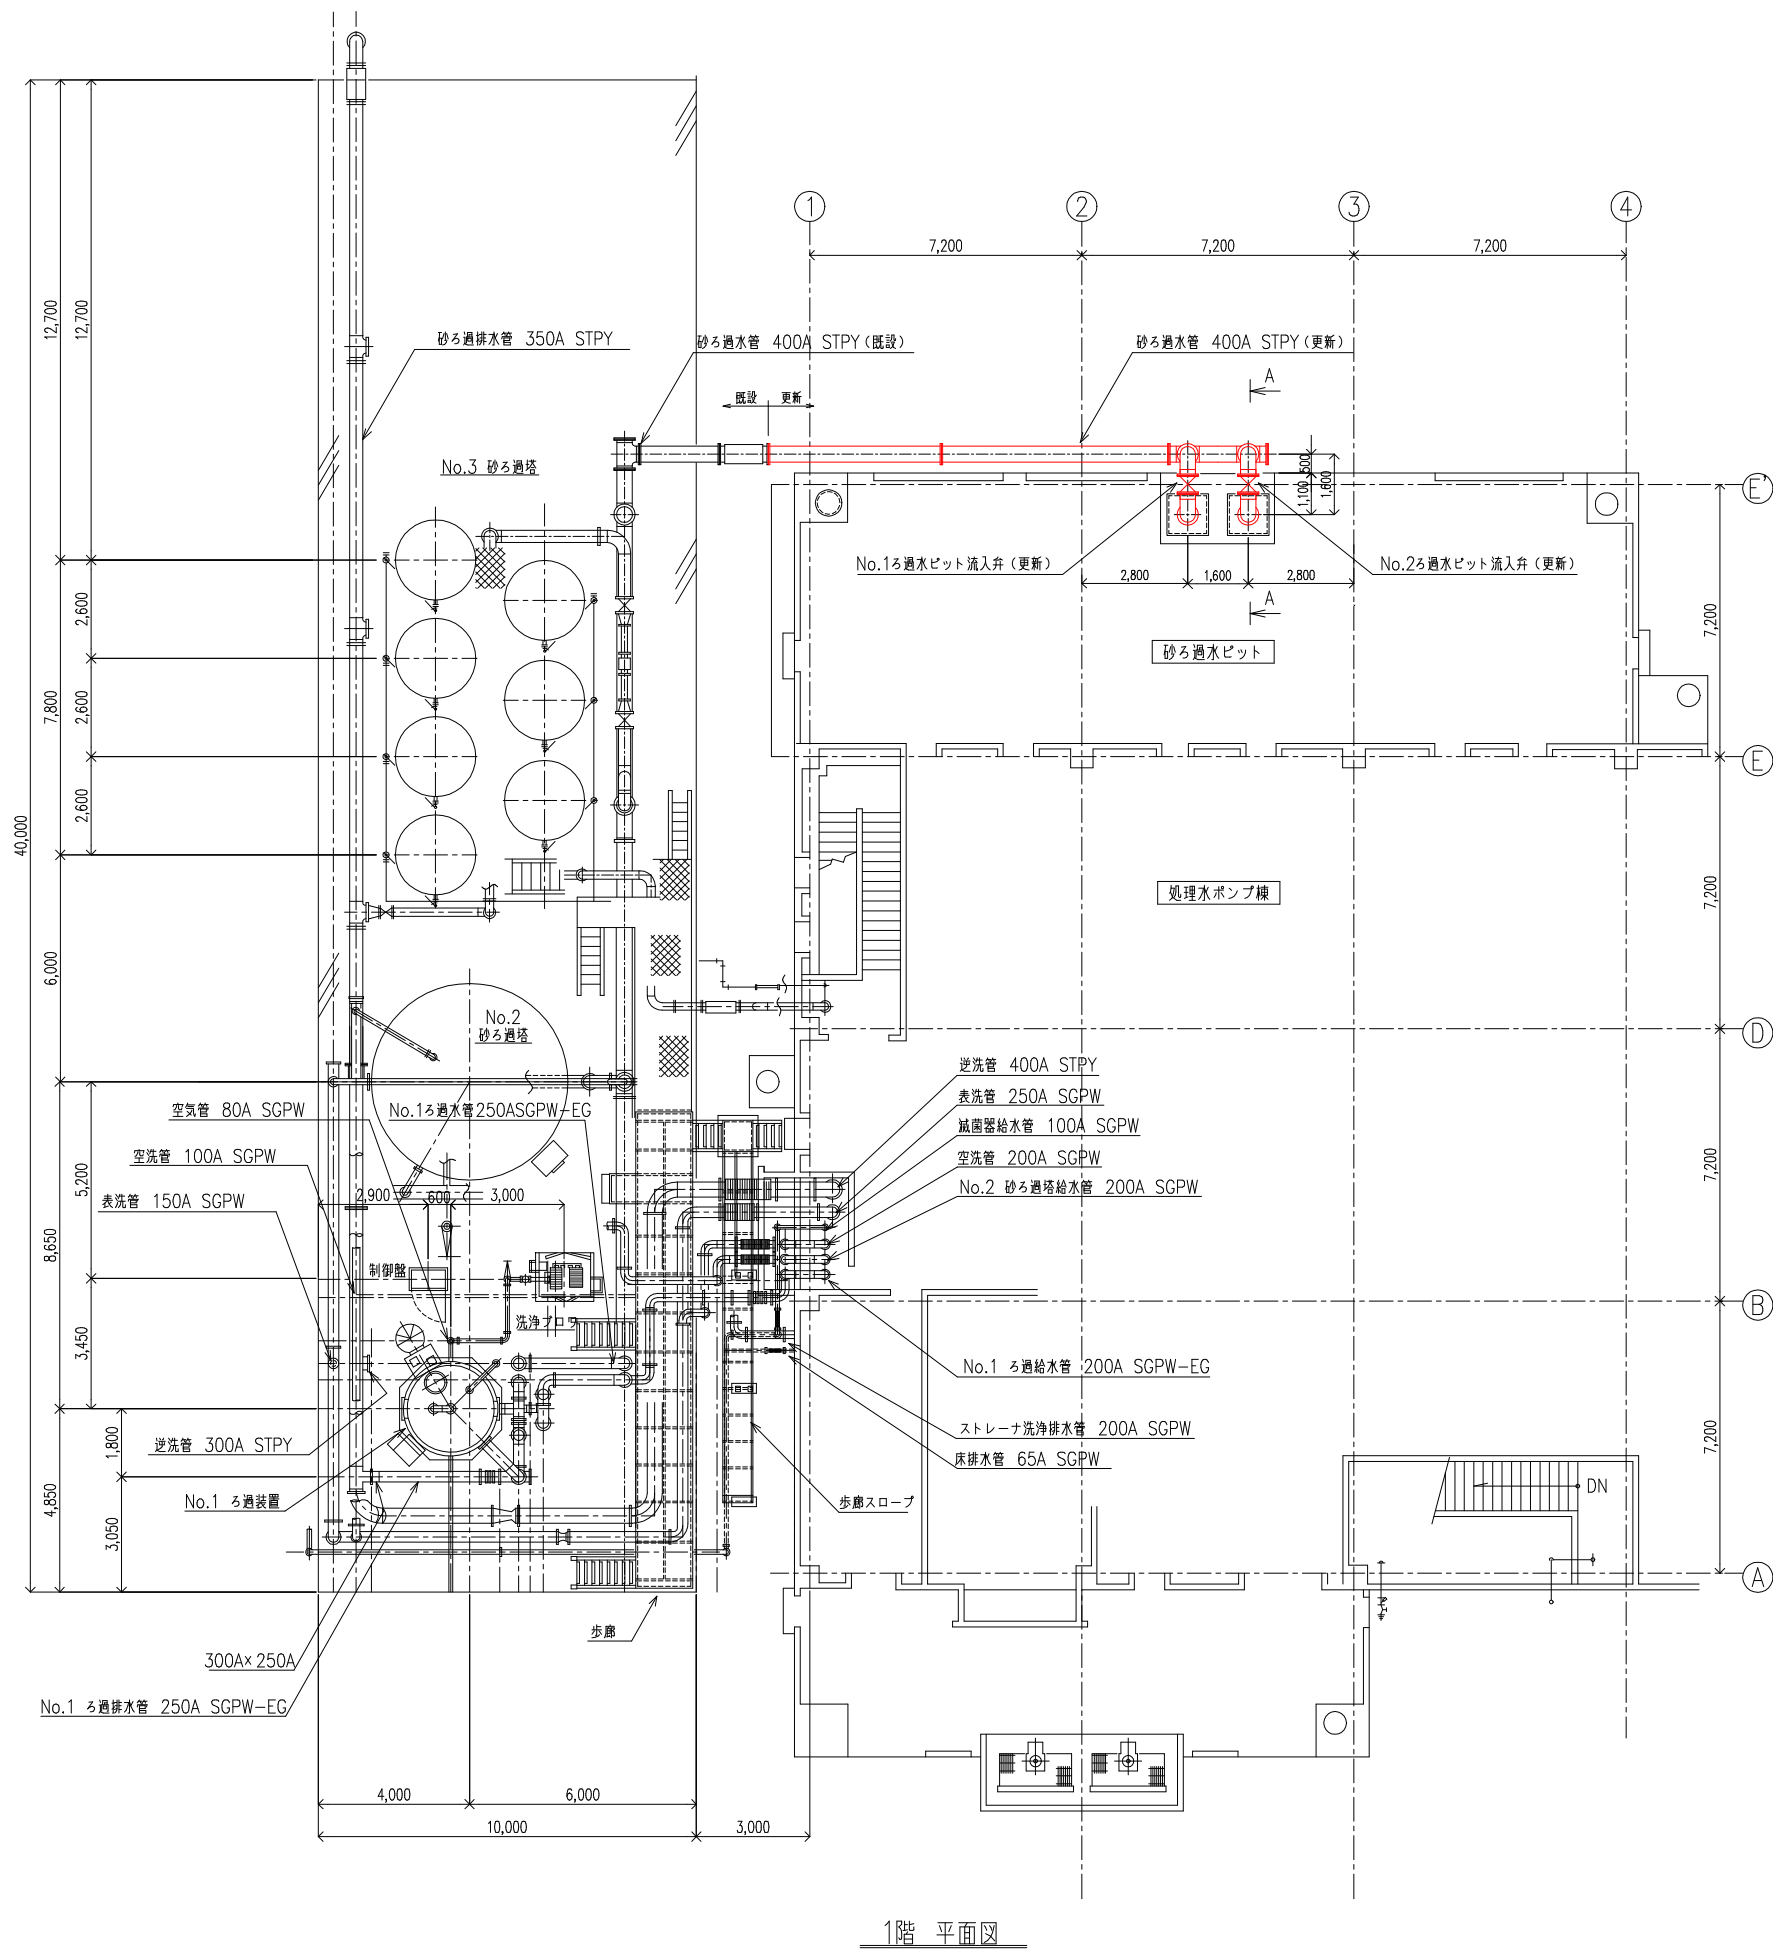 1
2
3
4
7,200
7,200
7,200
12,700
12,700
砂ろ過排水管 350A STPY
砂ろ過水管 400A STPY(既設)
砂ろ過水管 400A STPY(更新)
A
既設
更新
No.3 砂ろ過塔
500
1,100
1,600
E'
No.1ろ過水ピット流入弁(更新)
No.2ろ過水ピット流入弁(更新)
2,800
1,600
2,800
A
2,600
7,200
砂ろ過水ピット
7,800
2,600
E
2,600
40,000
処理水ポンプ棟
7,200
6,000
No.2
砂ろ過塔
D
逆洗管 400A STPY
表洗管 250A SGPW
空気管 80A SGPW
No.1ろ過水管250ASGPW-EG
滅菌器給水管 100A SGPW
空洗管 100A SGPW
空洗管 200A SGPW
5,200
7,200
No.2 砂ろ過塔給水管 200A SGPW
表洗管 150A SGPW
2,900
600
3,000
8,650
制御盤
B
洗浄ブロワ
3,450
No.1 ろ過給水管 200A SGPW-EG
ストレーナ洗浄排水管 200A SGPW
逆洗管 300A STPY
1,800
7,200
床排水管 65A SGPW
No.1 ろ過装置
歩廊スロープ
DN
4,850
3,050
A
歩廊
300A×250A
No.1 ろ過排水管 250A SGPW-EG
4,000
6,000
10,000
3,000
1階 平面図